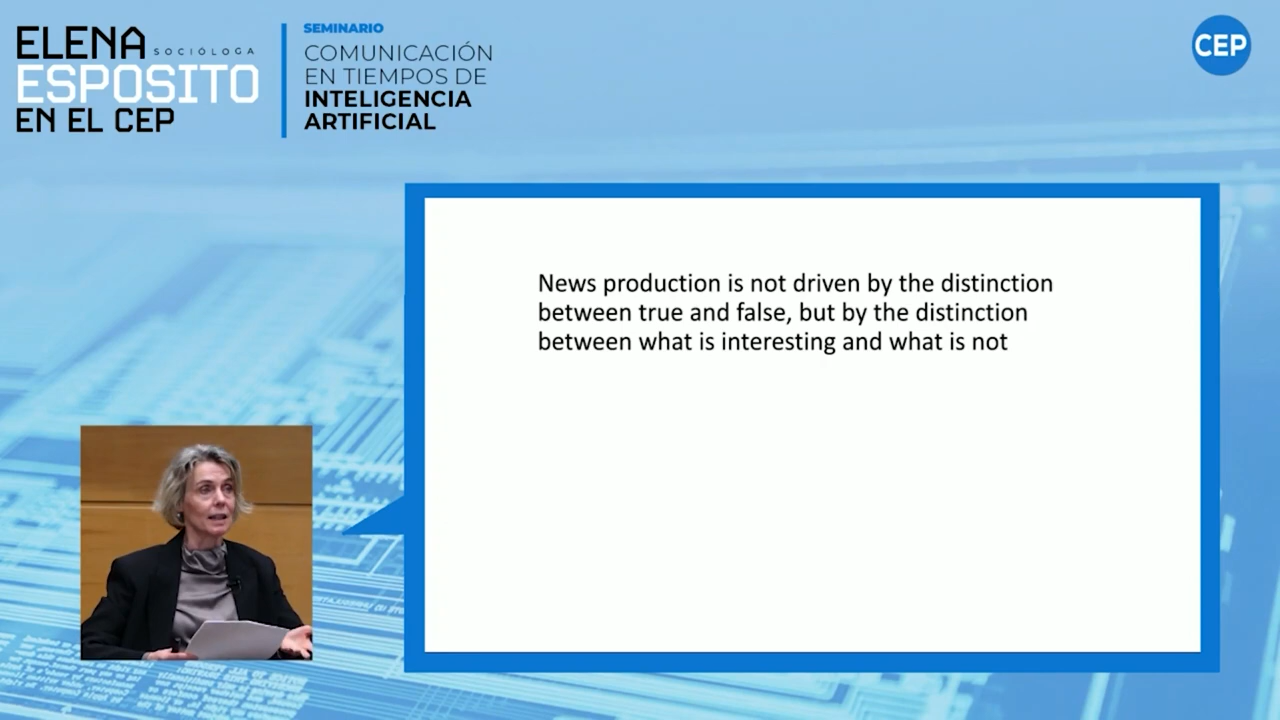 ELENA SOCIÓLOGA
ESPOSITO
EN EL CEP
SEMINARIO
COMUNICACIÓN
EN TIEMPOS DE
INTELIGENCIA
ARTIFICIAL
CEP
News production is not driven by the distinction
between true and false, but by the distinction
between what is interesting and what is not